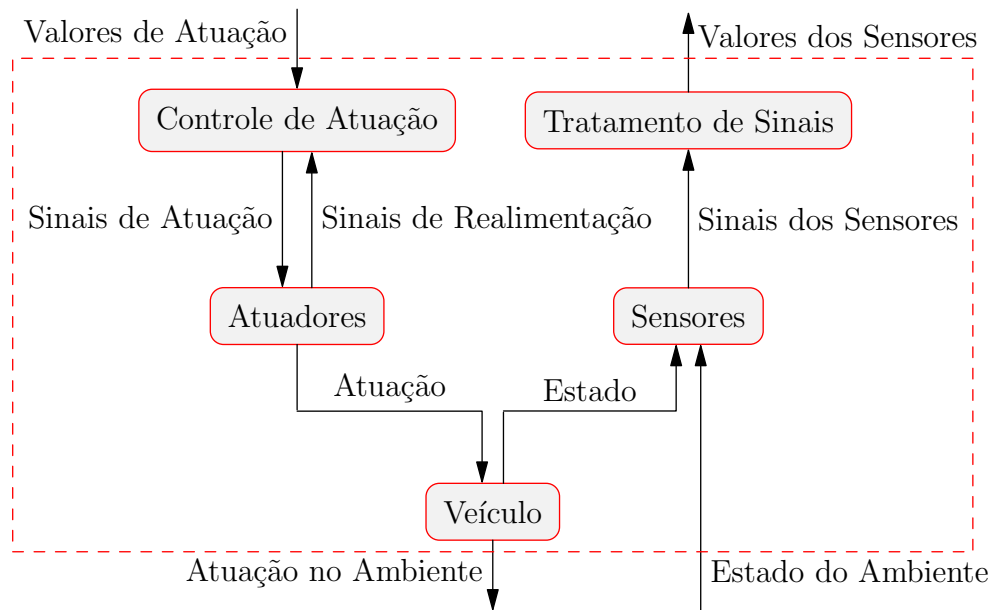 Valores de Atuação
Valores dos Sensores
Controle de Atuação
Tratamento de Sinais
Sinais de Atuação
Sinais de Realimentação
Sinais dos Sensores
Atuadores
Sensores
Atuação
Estado
Veículo
Atuação no Ambiente
Estado do Ambiente